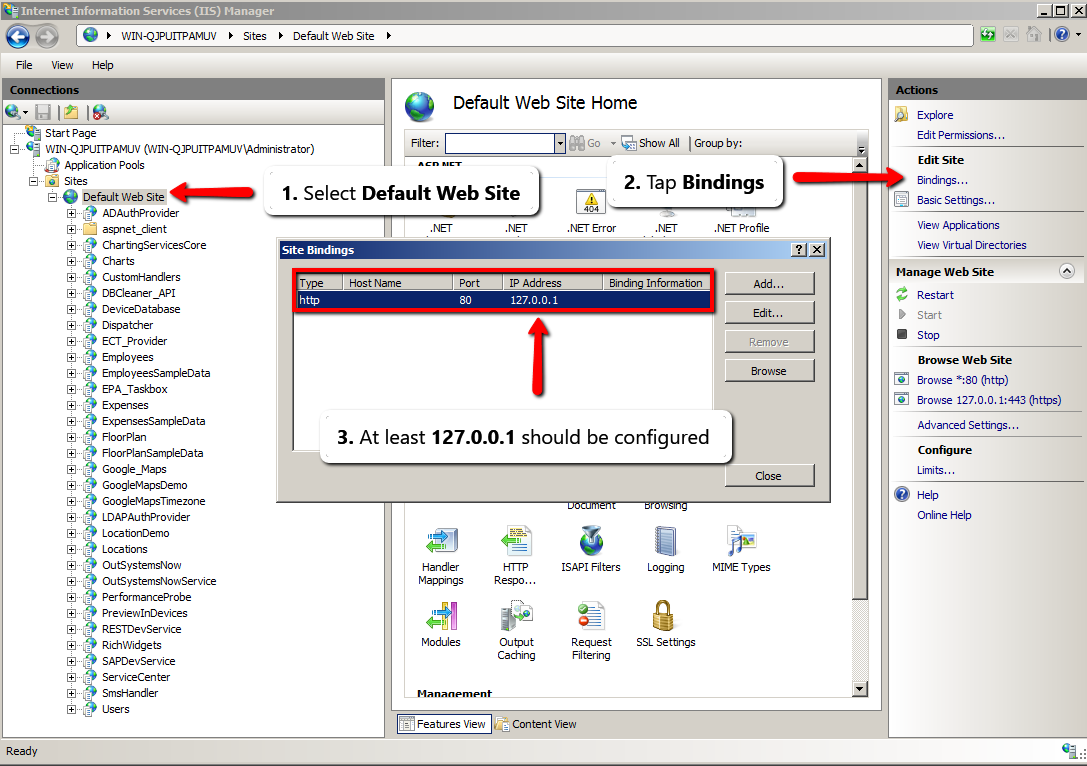 Internet Information Services (IIS) Manager
WIN-QJPUITPAMUV Sites Default Web Site
File View Help
Connections
Start Page
WIN-QJPUITPAMUV (WIN-QJPUITPAMUV\Administrator)
Application Pools
Sites
Default Web Site
ADAuthProvider
aspnet_client
ChartingServicesCore
Charts
CustomHandlers
DBCleaner_API
DeviceDatabase
Dispatcher
ECT_Provider
Employees
EmployeesSampleData
EPA_Taskbox
Expenses
ExpensesSampleData
FloorPlan
FloorPlanSampleData
Google_Maps
GoogleMapsDemo
GoogleMapsTimezone
LDAPAuthProvider
LocationDemo
Locations
OutSystemsNow
OutSystemsNowService
PerformanceProbe
PreviewInDevices
RESTDevService
RichWidgets
SAPDevService
ServiceCenter
SmsHandler
Users
1. Select Default Web Site
Default Web Site Home
Filter: Go Show All Group by:
ASP.NET
2. Tap Bindings
404
.NET .NET .NET Error .NET .NET Profile
Site Bindings
Type Host Name Port IP Address Binding Information
http 80 127.0.0.1
Add...
Edit...
Remove
Browse
3. At least 127.0.0.1 should be configured
Close
Document Browsing
Handler
Mappings
HTTP
Respo...
ISAPI Filters
Logging
MIME Types
Modules
Output
Caching
Request
Filtering
SSL Settings
Management
Features View Content View
Actions
Explore
Edit Permissions...
Edit Site
Bindings...
Basic Settings...
View Applications
View Virtual Directories
Manage Web Site
Restart
Start
Stop
Browse Web Site
Browse *:80 (http)
Browse 127.0.0.1:443 (https)
Advanced Settings...
Configure
Limits...
Help
Online Help
Ready